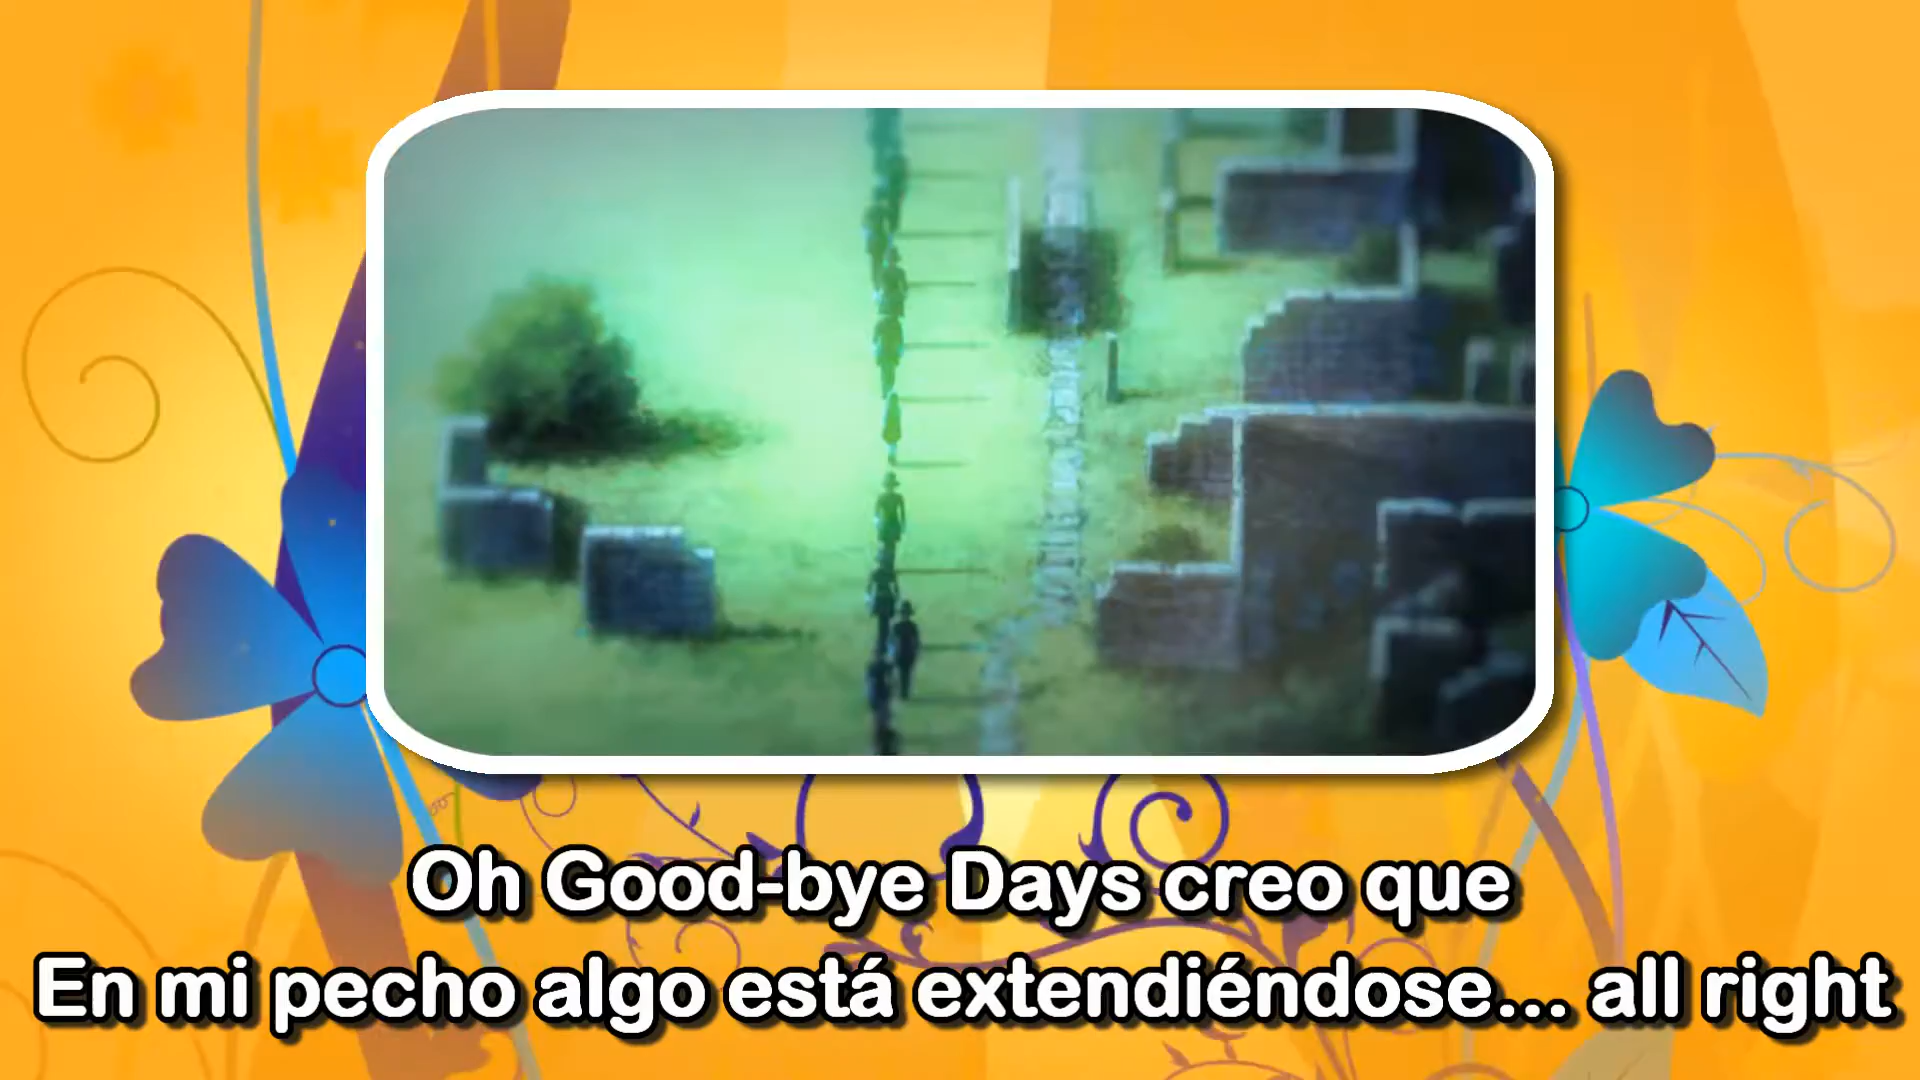 Oh Good-bye Days creo que
En mi pecho algo está extendiéndose... all right